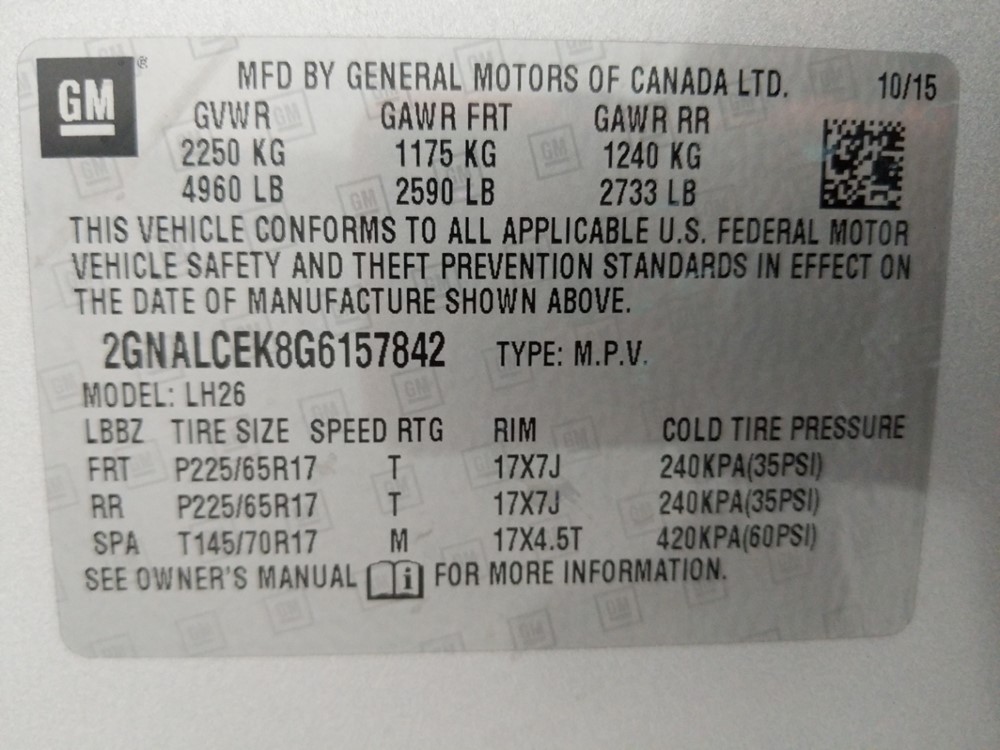 GM ®
MFD BY GENERAL MOTORS OF CANADA LTD. 10/15
GVWR GAWR FRT GAWR RR
2250 KG 1175 KG 1240 KG
4960 LB 2590 LB 2733 LB
THIS VEHICLE CONFORMS TO ALL APPLICABLE U.S. FEDERAL MOTOR
VEHICLE SAFETY AND THEFT PREVENTION STANDARDS IN EFFECT ON
THE DATE OF MANUFACTURE SHOWN ABOVE.
2GNALCEK8G6157842 TYPE: M.P.V.
MODEL: LH26
LBBZ TIRE SIZE SPEED RTG RIM COLD TIRE PRESSURE
FRT P225/65R17 T 17X7J 240KPA(35PSI)
RR P225/65R17 T 17X7J 240KPA(35PSI)
SPA T145/70R17 M 17X4.5T 420KPA(60PSI)
SEE OWNER'S MANUAL i FOR MORE INFORMATION.